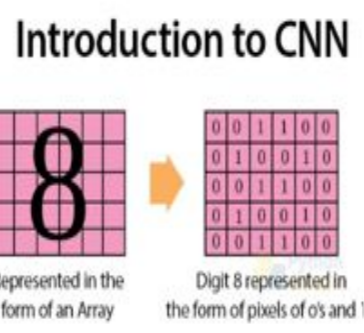 Introduction to CNN
8
0 0 1 1 0 0
0 1 0 0 1 0
0 0 1 1 0 0
0 1 0 0 1 0
0 0 1 1 0 0
epresented in the
form of an Array
Digit 8 represented in
the form of pixels of o's and 1